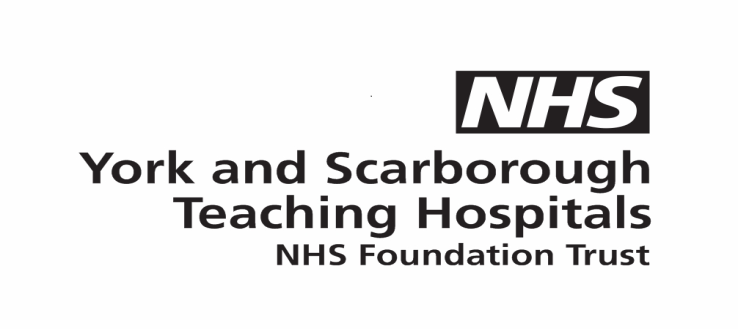 NHS
York and Scarborough
Teaching Hospitals
NHS Foundation Trust